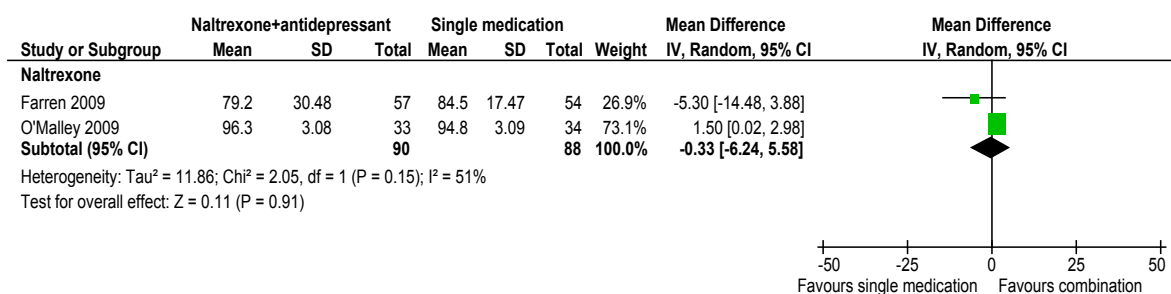 Naltrexone+antidepressant Single medication Mean Difference Mean Difference
Study or Subgroup Mean SD Total Mean SD Total Weight IV, Random, 95% CI IV, Random, 95% CI
Naltrexone
Farren 2009 79.2 30.48 57 84.5 17.47 54 26.9% -5.30 [-14.48, 3.88]
O'Malley 2009 96.3 3.08 33 94.8 3.09 34 73.1% 1.50 [0.02, 2.98]
Subtotal (95% CI) 90 88 100.0% -0.33 [-6.24, 5.58]
Heterogeneity: Tau² = 11.86; Chi² = 2.05, df = 1 (P = 0.15); I² = 51%
Test for overall effect: Z = 0.11 (P = 0.91)
-50 -25 0 25 50
Favours single medication Favours combination